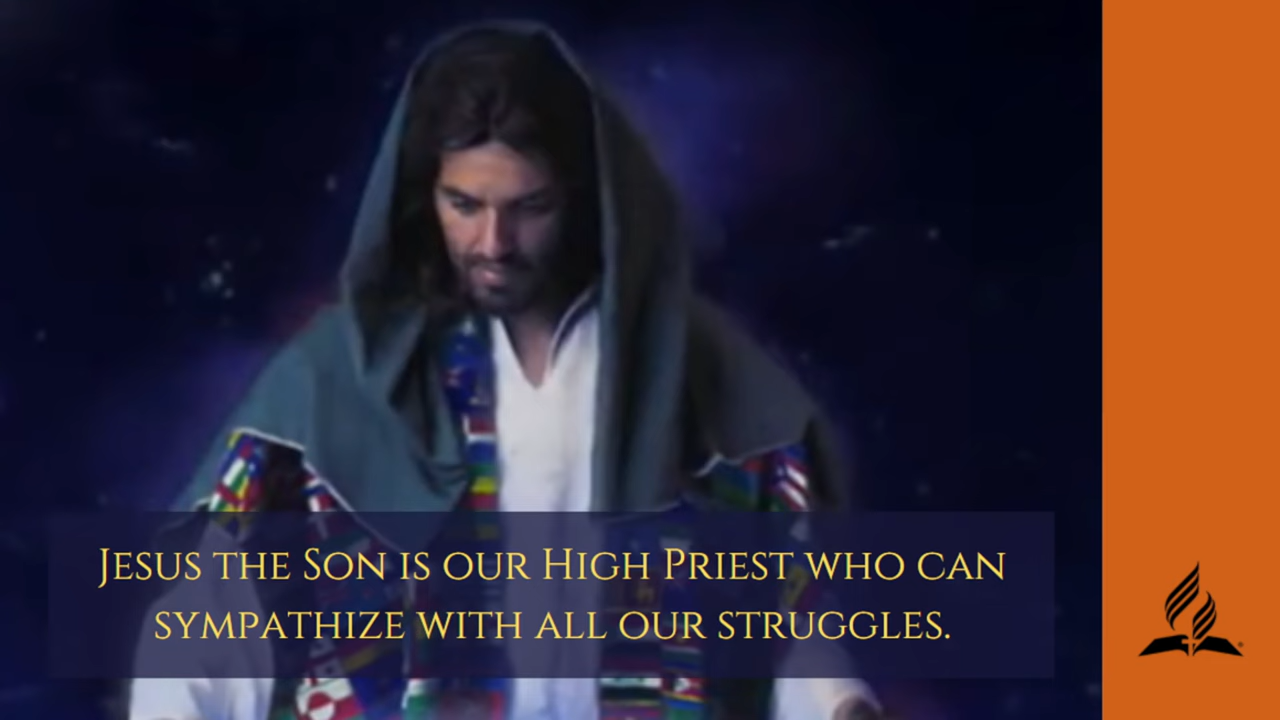 Jesus the Son is our High Priest who can
sympathize with all our struggles.